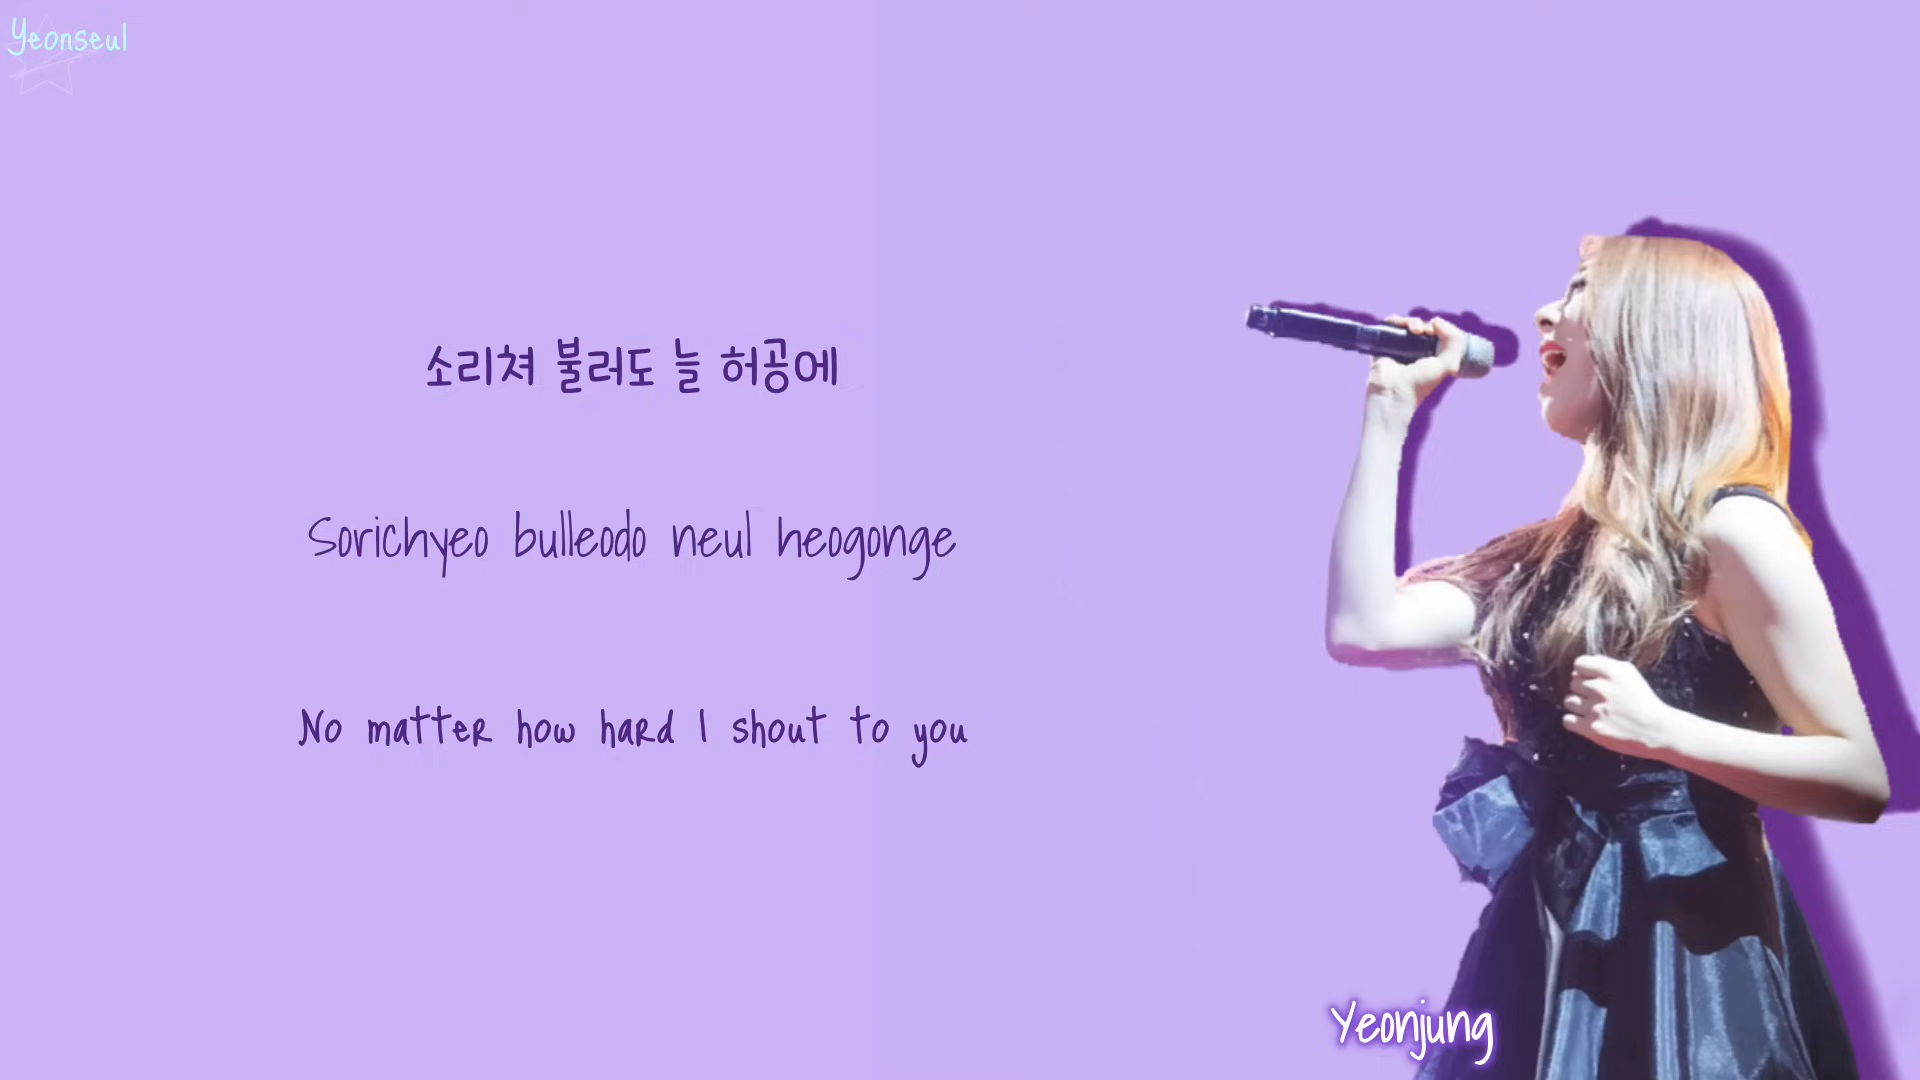 Yeonseul
소리쳐 불러도 늘 허공에
Sorichyeo bulleodo neul heogonge
No matter how hard I shout to you
Yeonjung